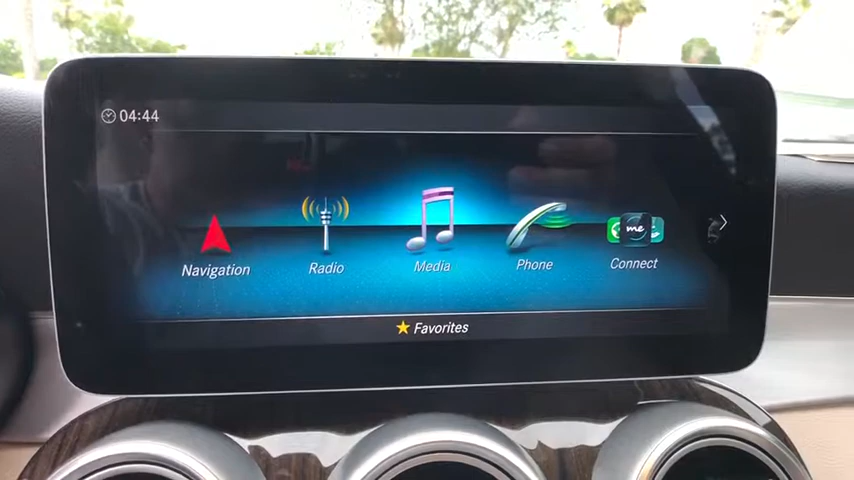 04:44
Navigation
Radio
Media
Phone
me
Connect
Favorites